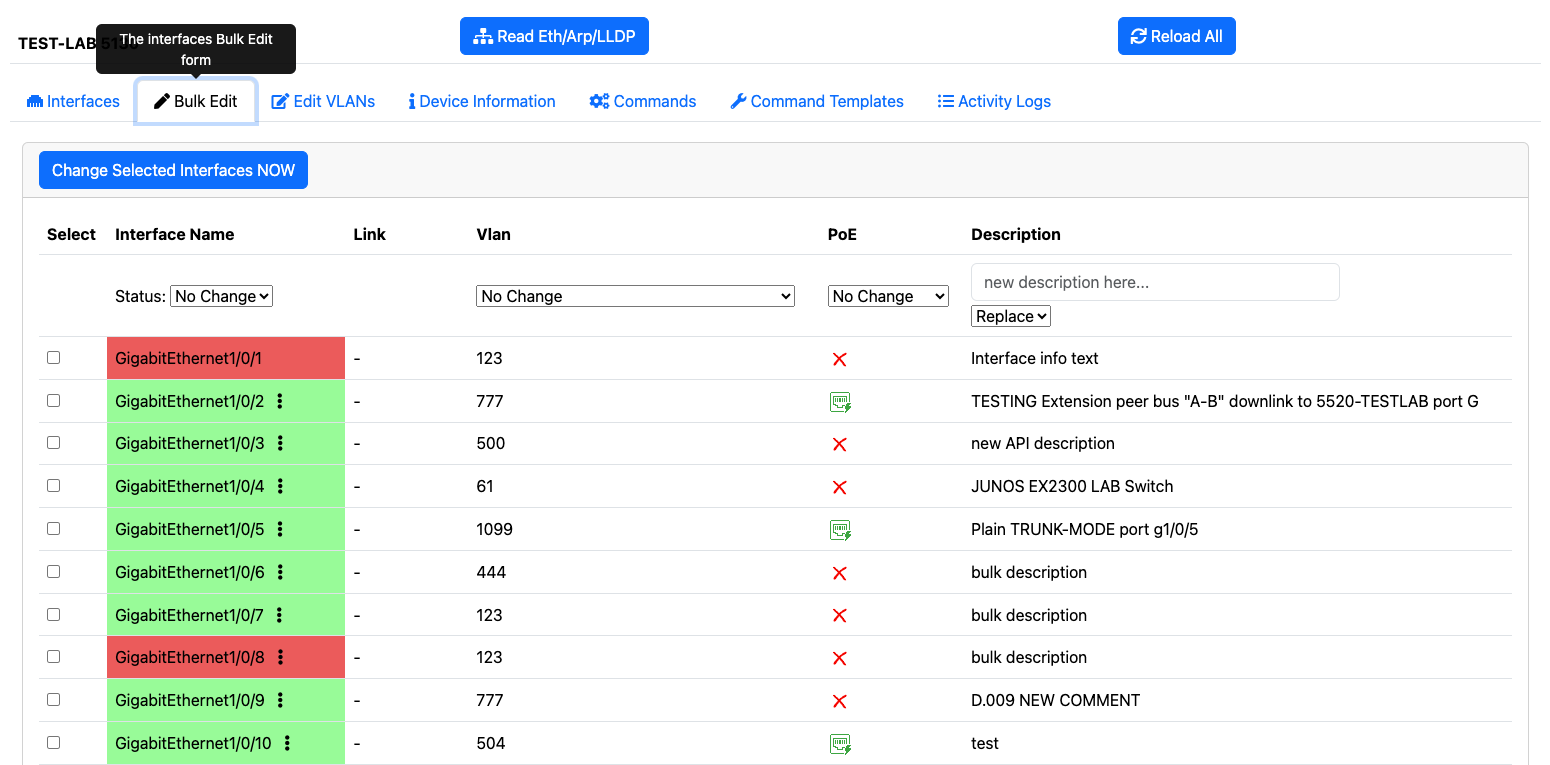 TEST-LAB
The interfaces Bulk Edit
form
Read Eth/Arp/LLDP
Reload All
Interfaces
Bulk Edit
Edit VLANs
Device Information
Commands
Command Templates
Activity Logs
Change Selected Interfaces NOW
Select Interface Name Link Vlan PoE Description
new description here...
Status: No Change No Change No Change
Replace
GigabitEthernet1/0/1 - 123 Interface info text
GigabitEthernet1/0/2 - 777 TESTING Extension peer bus "A-B" downlink to 5520-TESTLAB port G
GigabitEthernet1/0/3 - 500 new API description
GigabitEthernet1/0/4 - 61 JUNOS EX2300 LAB Switch
GigabitEthernet1/0/5 - 1099 Plain TRUNK-MODE port g1/0/5
GigabitEthernet1/0/6 - 444 bulk description
GigabitEthernet1/0/7 - 123 bulk description
GigabitEthernet1/0/8 - 123 bulk description
GigabitEthernet1/0/9 - 777 D.009 NEW COMMENT
GigabitEthernet1/0/10 - 504 test